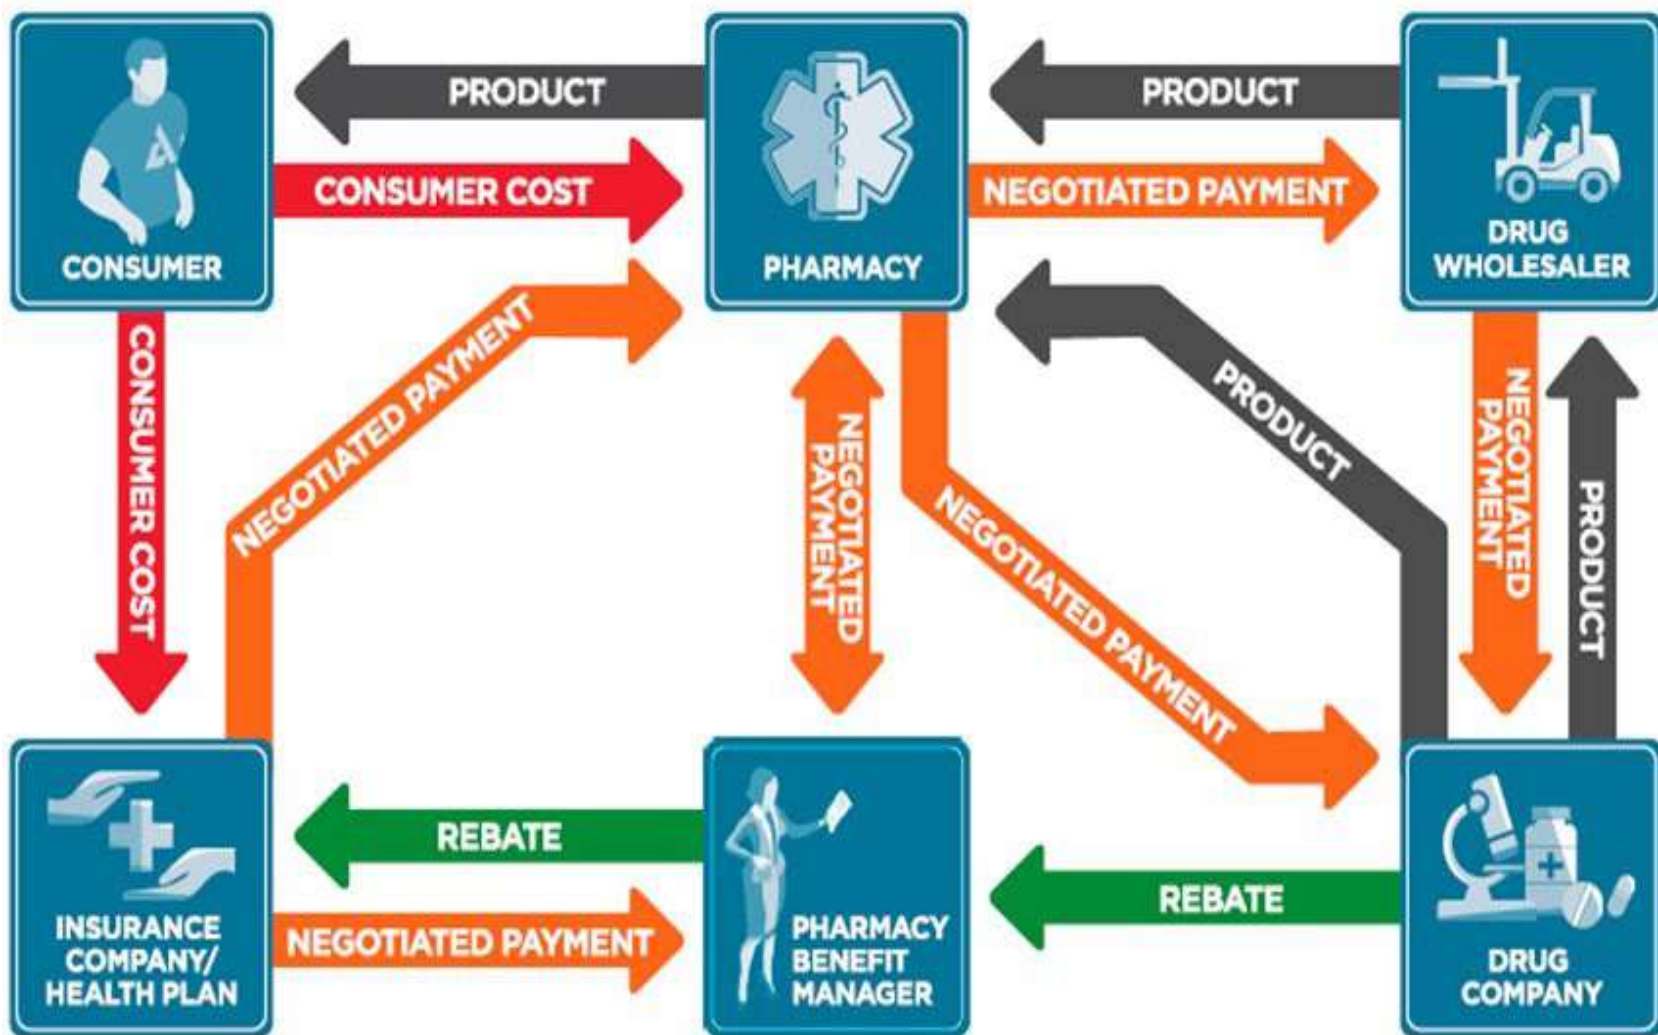 PRODUCT
PRODUCT
CONSUMER COST
NEGOTIATED PAYMENT
CONSUMER
PHARMACY
DRUG
WHOLESALER
CONSUMER COST
NEGOTIATED PAYMENT
NEGOTIATED
PAYMENT
NEGOTIATED PAYMENT
PRODUCT
NEGOTIATED
PAYMENT
PRODUCT
REBATE
REBATE
INSURANCE
COMPANY/
HEALTH PLAN
NEGOTIATED PAYMENT
PHARMACY
BENEFIT
MANAGER
DRUG
COMPANY